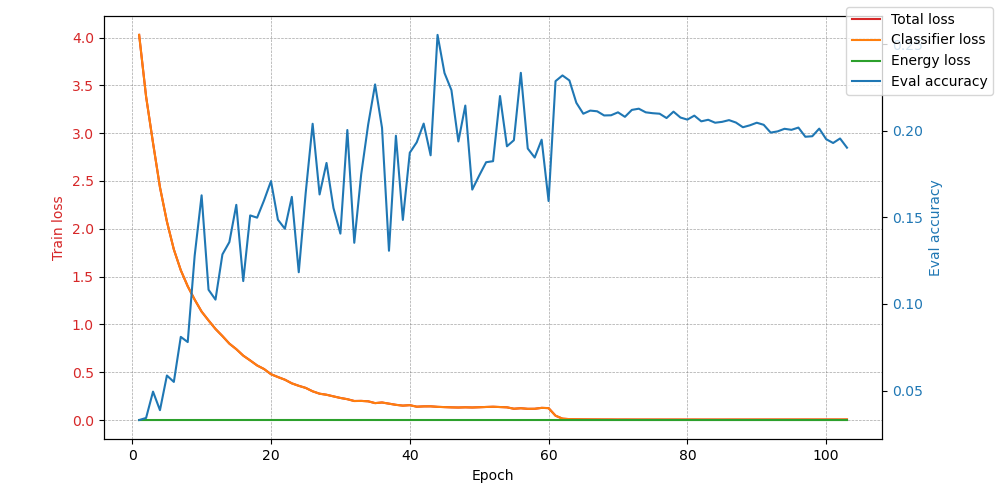 Total loss
Classifier loss
Energy loss
Eval accuracy
4.0
3.5
3.0
2.5
2.0
1.5
1.0
0.5
0.0
Train loss
0.25
0.20
0.15
0.10
0.05
Eval accuracy
0
20
40
60
80
100
Epoch